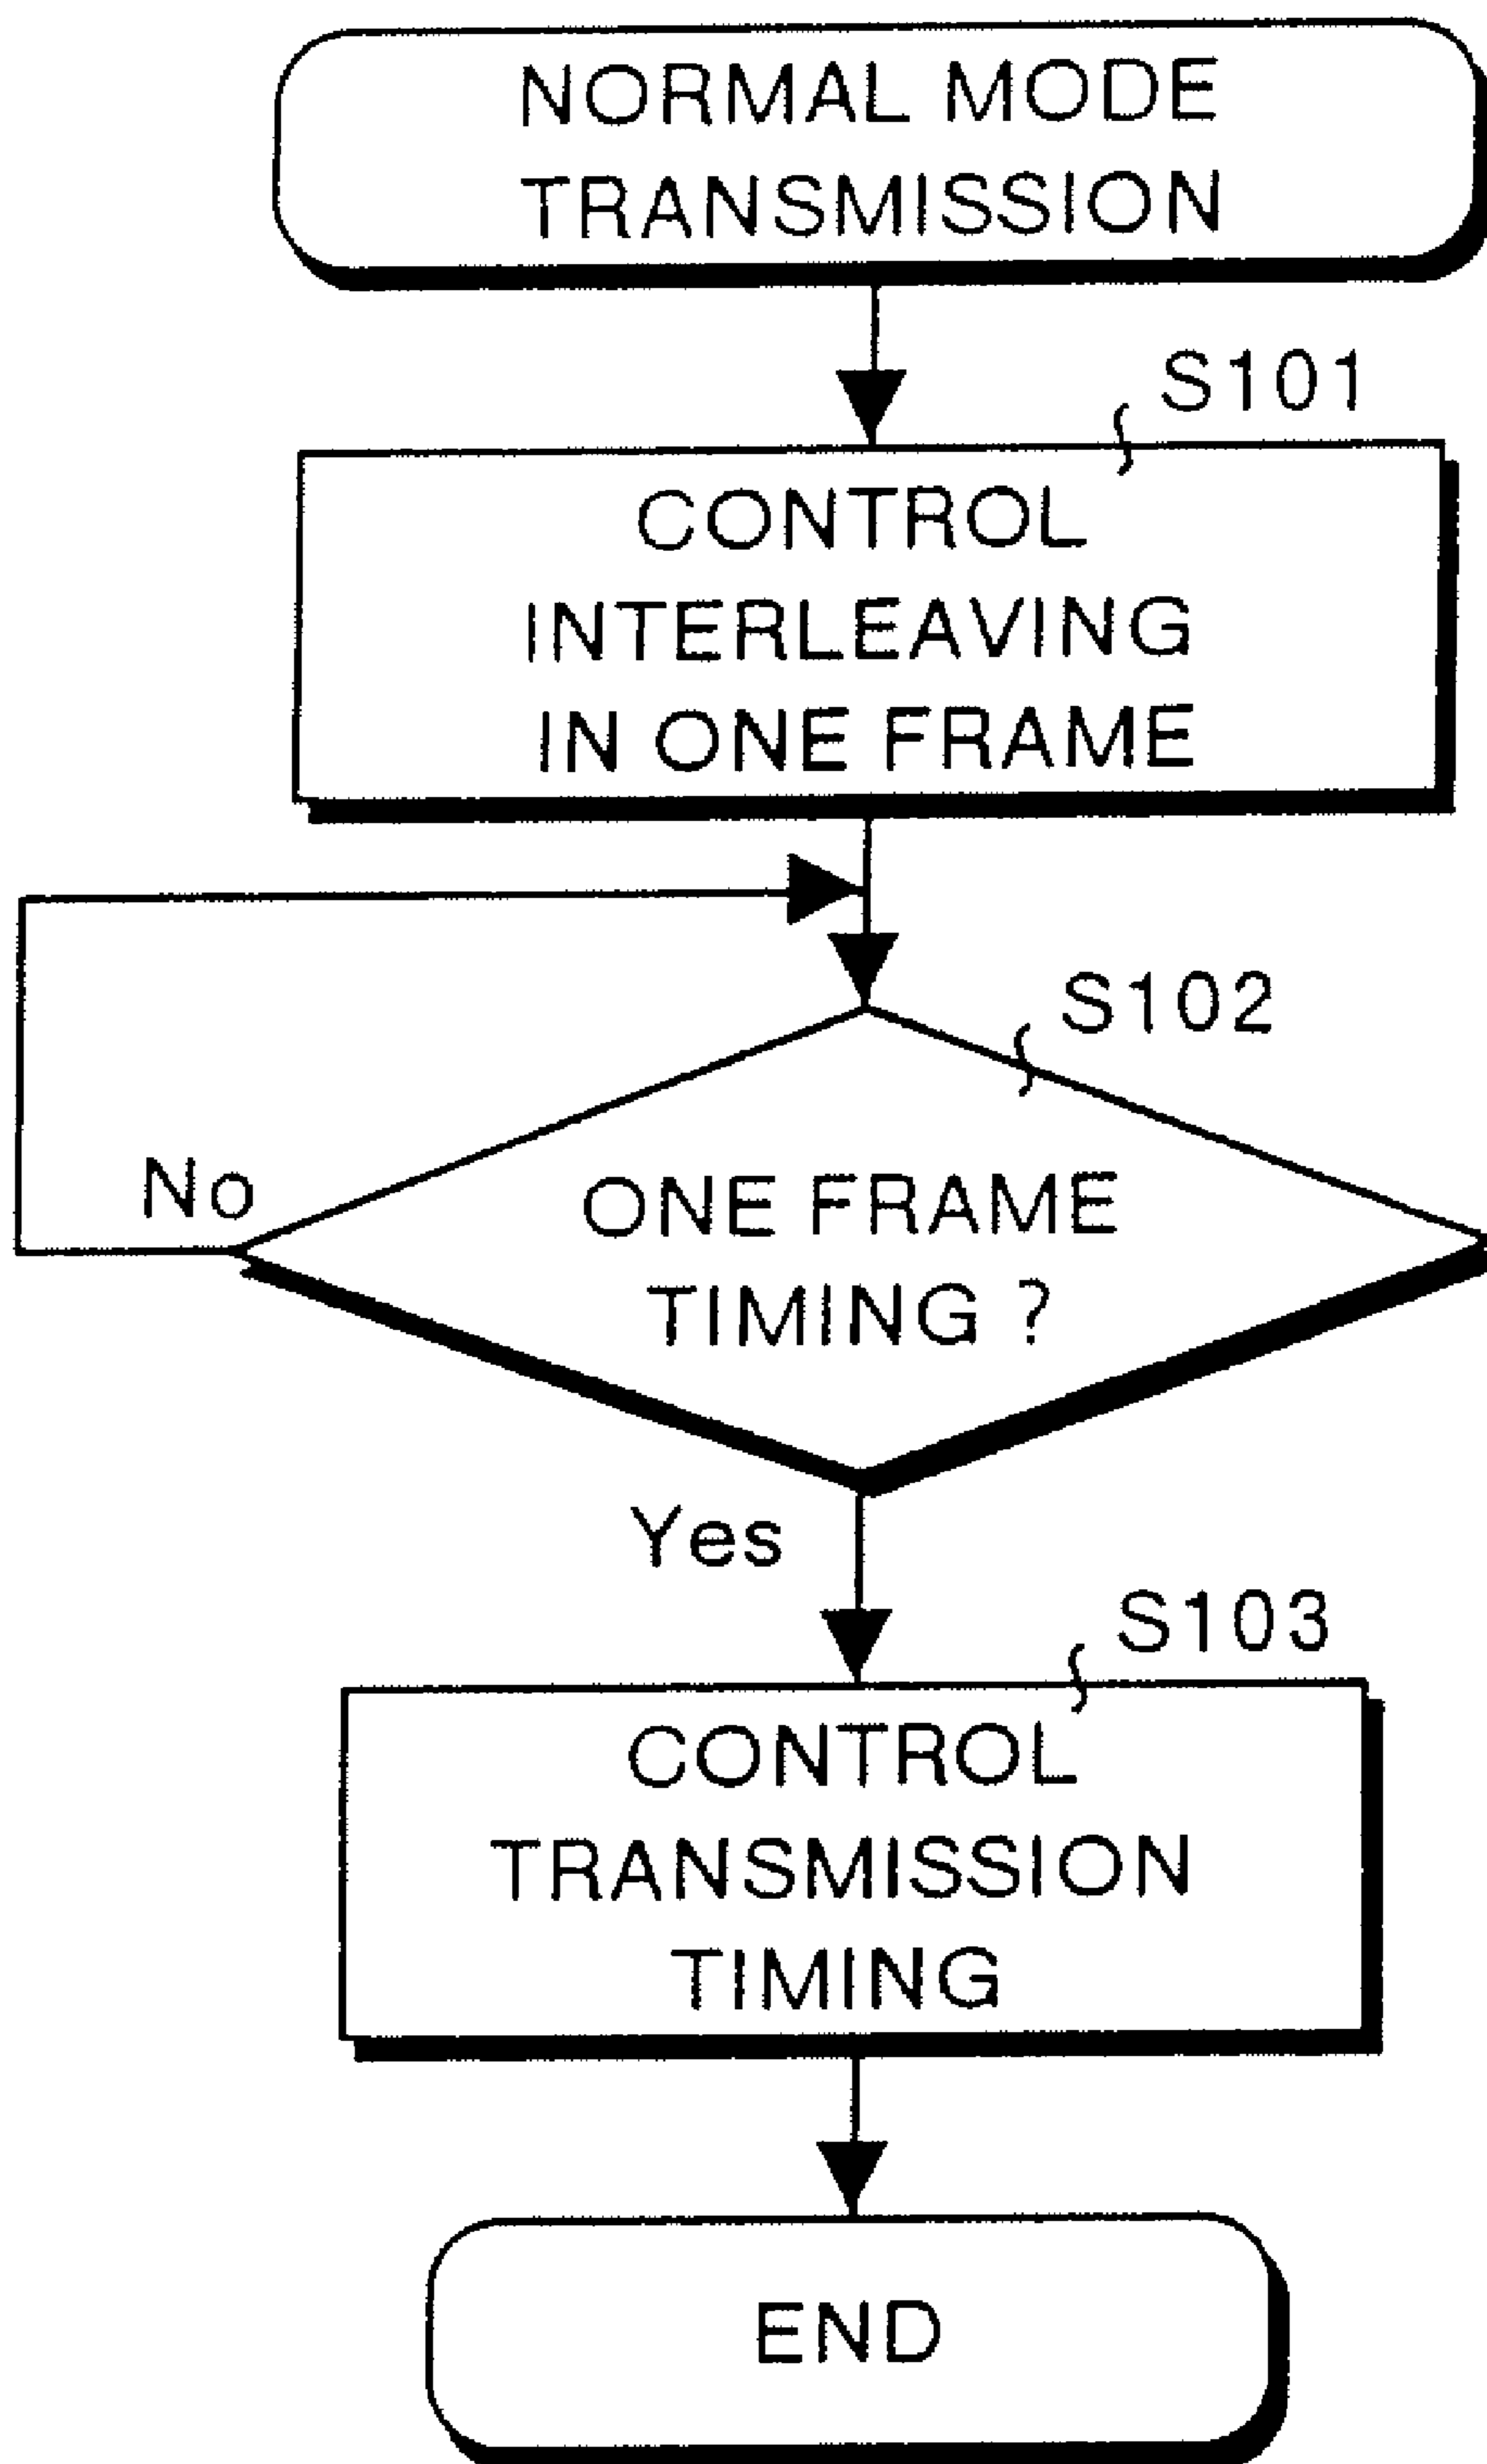 NORMAL MODE
TRANSMISSION
S101
CONTROL
INTERLEAVING
IN ONE FRAME
S102
No
ONE FRAME
TIMING ?
Yes
S103
CONTROL
TRANSMISSION
TIMING
END